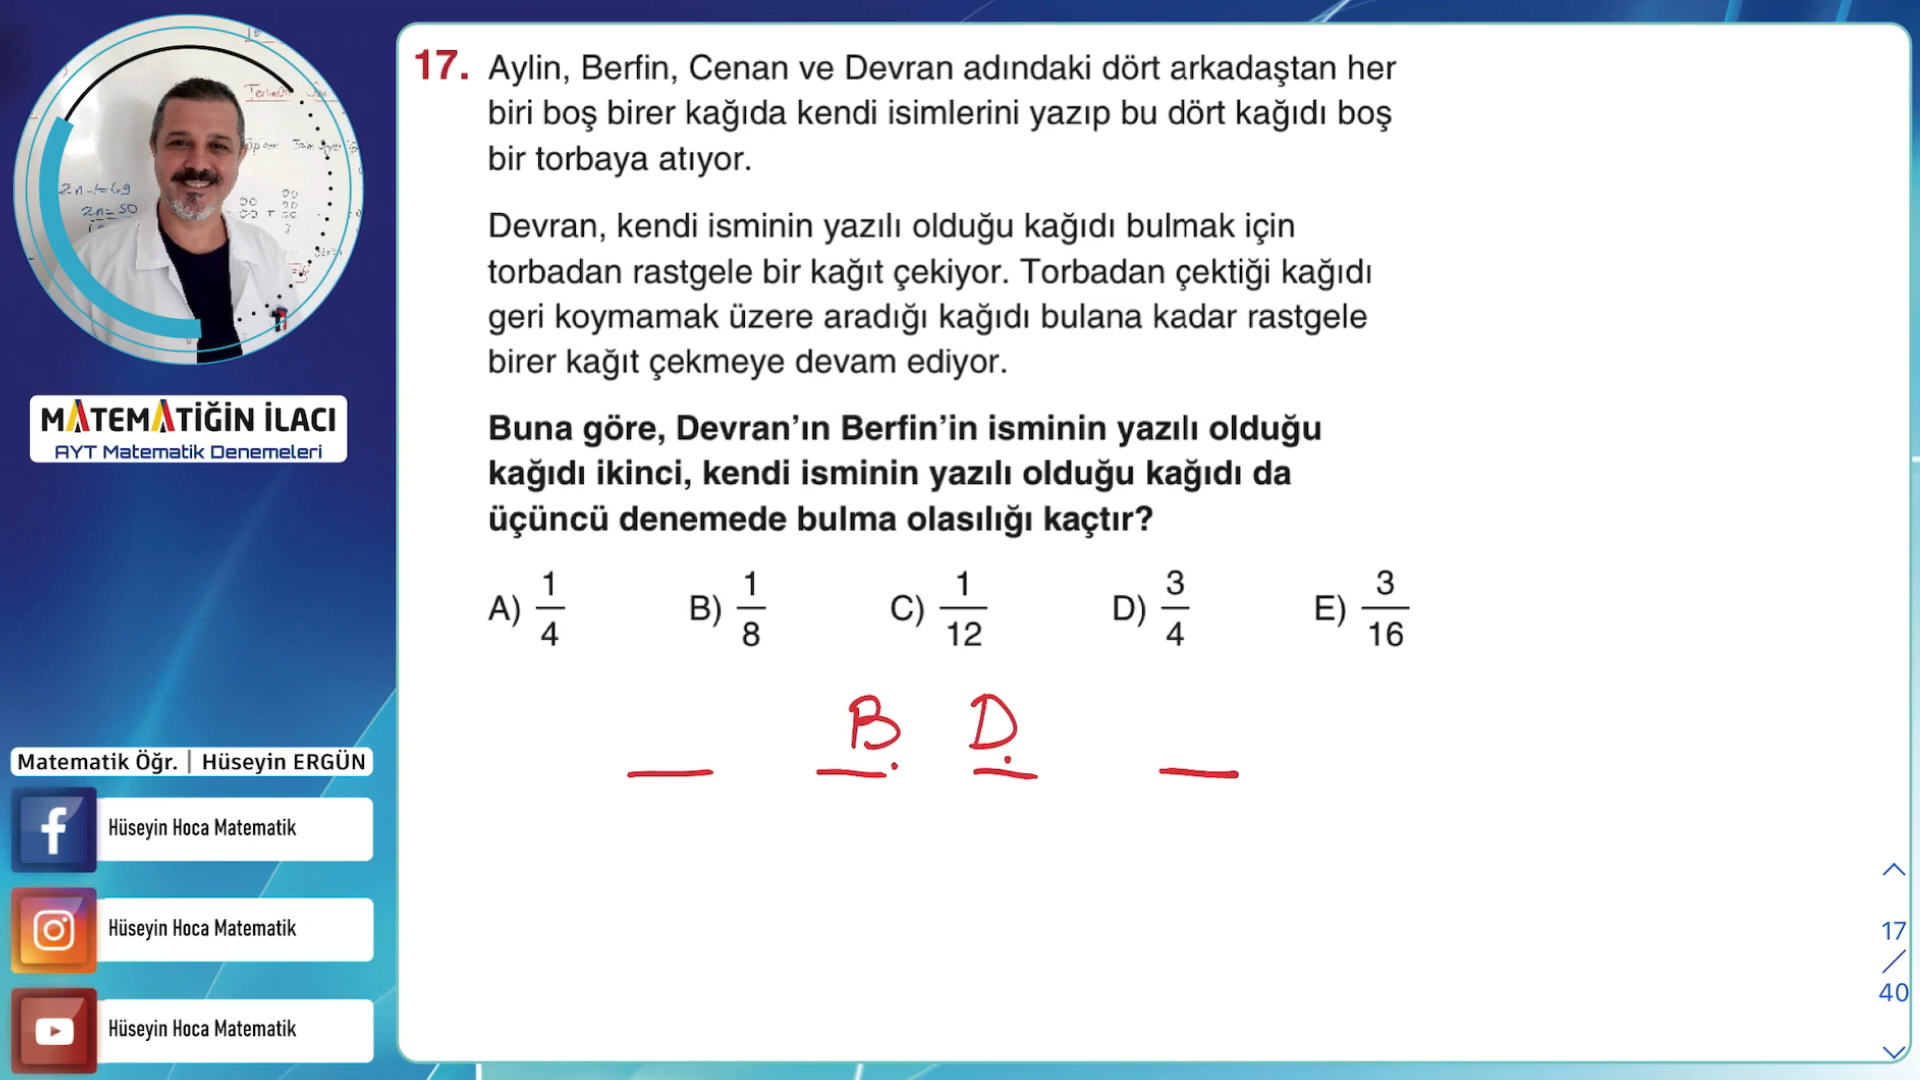 17. Aylin, Berfin, Cenan ve Devran adındaki dört arkadaştan her
biri boş birer kağıda kendi isimlerini yazıp bu dört kağıdı boş
bir torbaya atıyor.
Devran, kendi isminin yazılı olduğu kağıdı bulmak için
torbadan rastgele bir kağıt çekiyor. Torbadan çektiği kağıdı
geri koymamak üzere aradığı kağıdı bulana kadar rastgele
birer kağıt çekmeye devam ediyor.
Buna göre, Devran’ın Berfin’in isminin yazılı olduğu
kağıdı ikinci, kendi isminin yazılı olduğu kağıdı da
üçüncü denemede bulma olasılığı kaçtır?
A) 1/4 B) 1/8 C) 1/12 D) 3/4 E) 3/16
B D
2n-1=49
2n=50
MATEMATİĞİN İLACI
AYT Matematik Denemeleri
Matematik Öğr. | Hüseyin ERGÜN
Hüseyin Hoca Matematik
Hüseyin Hoca Matematik
Hüseyin Hoca Matematik
17
/
40